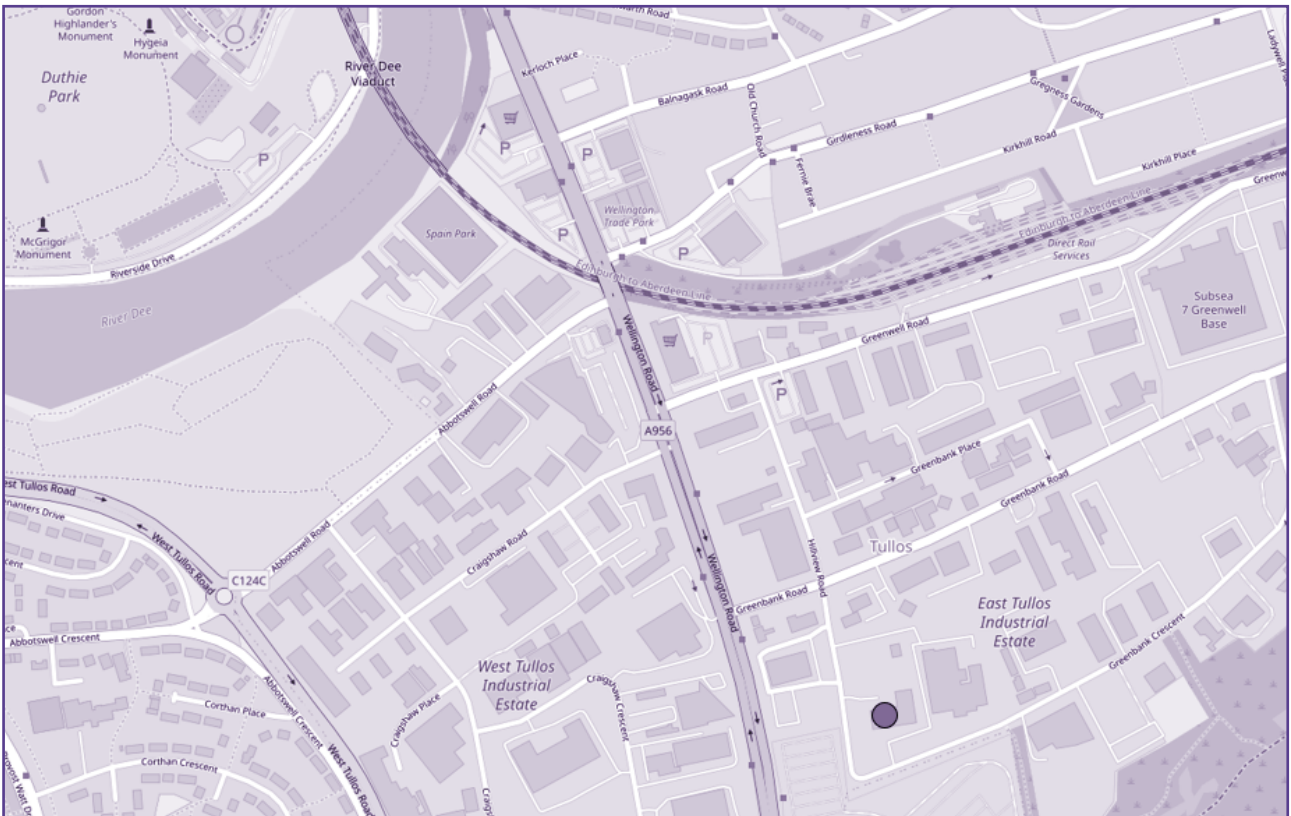 Gordon
Highlander's
Monument
Hygeia
Monument
Duthie
Park
River Dee
Viaduct
Kerloch Place
Balnagask Road
Old Church Road
Girdleness Road
Gregness Gardens
Kirkhill Road
Kirkhill Place
Fernie Brae
P
P
P
P
P
Wellington
Trade Park
McGrigor
Monument
Spain Park
Riverside Drive
River Dee
Edinburgh to Aberdeen Line
Edinburgh to Aberdeen Line
Direct Rail
Services
Subsea
7 Greenwell
Base
Wellington Road
Greenwell Road
P
P
Abbotswell Road
A956
Greenbank Place
Greenbank Road
est Tullos Road
enanters Drive
West Tullos Road
Abbotswell Road
Craigshaw Road
Hillview Road
Tullos
C124C
Wellington Road
Greenbank Road
East Tullos
Industrial
Estate
Greenbank Crescent
Abbotswell Crescent
West Tullos
Industrial
Estate
Craigshaw Crescent
Abbotswell Crescent
Corthan Place
Craigshaw Place
Corthan Crescent
West Tullos Road